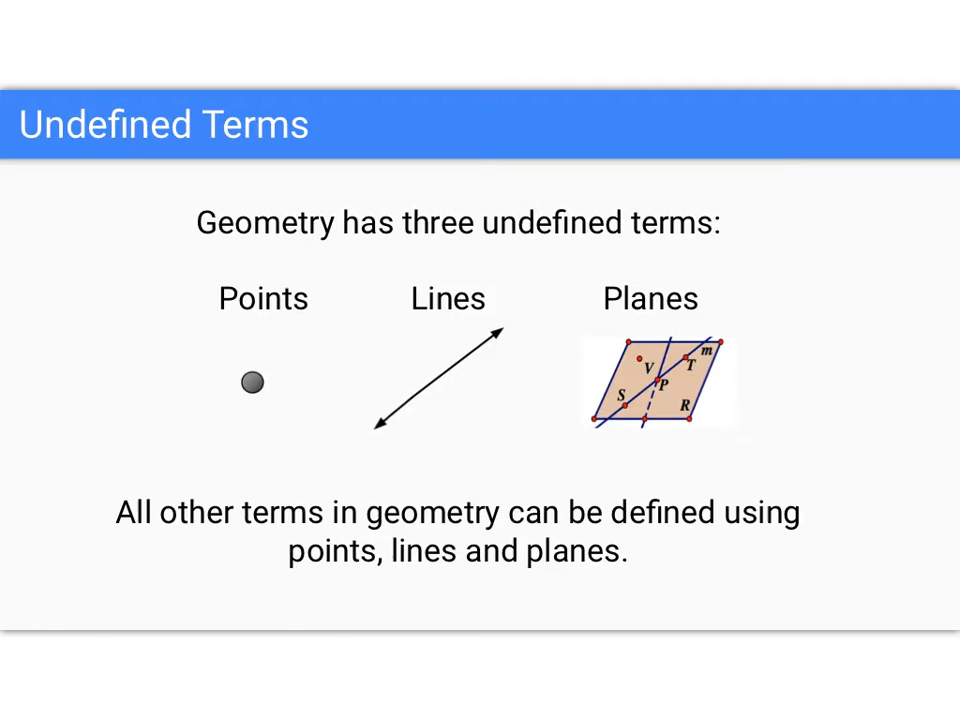 Undefined Terms
Geometry has three undefined terms:
Points Lines Planes
m
V T
P
S
R
All other terms in geometry can be defined using
points, lines and planes.